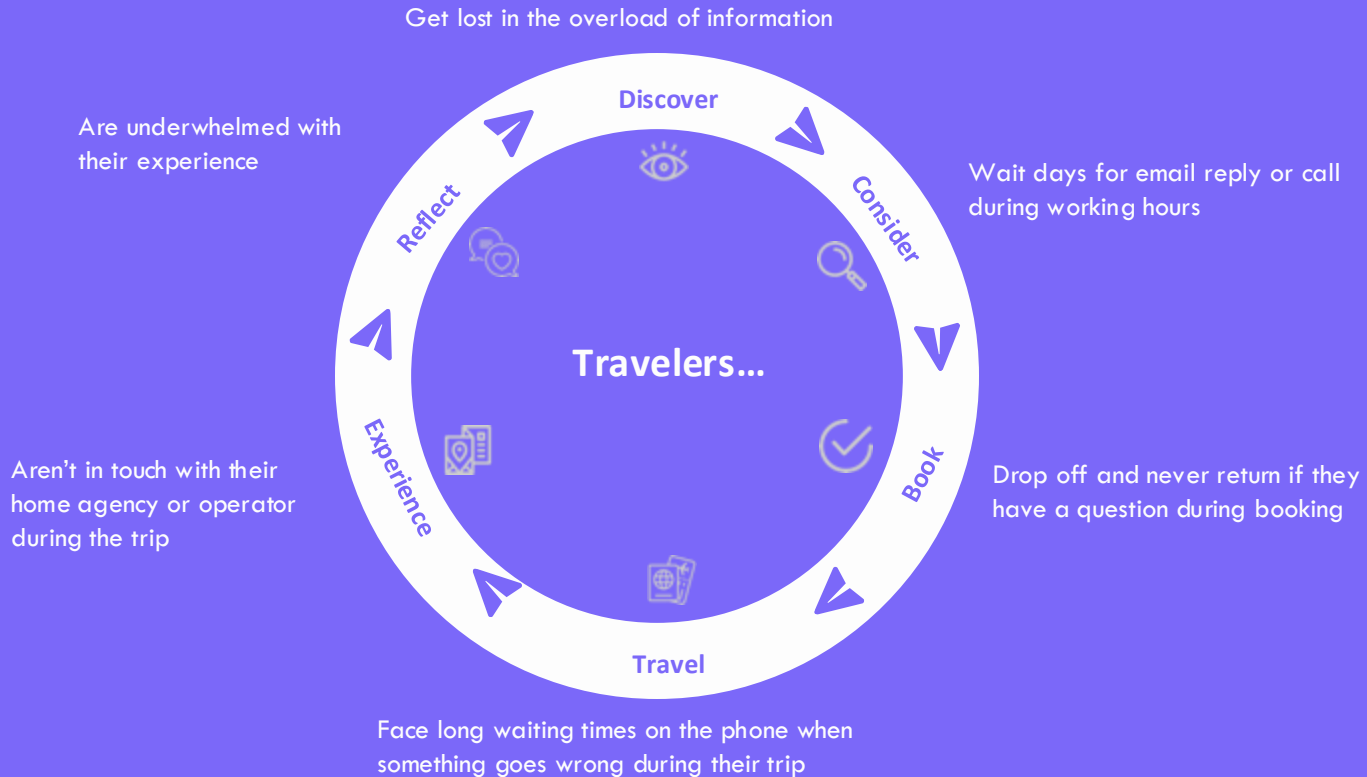 Get lost in the overload of information
Discover
Wait days for email reply or call
during working hours
Consider
Drop off and never return if they
have a question during booking
Book
Travel
Face long waiting times on the phone when
something goes wrong during their trip
Experience
Aren't in touch with their
home agency or operator
during the trip
Reflect
Are underwhelmed with
their experience
Travelers...